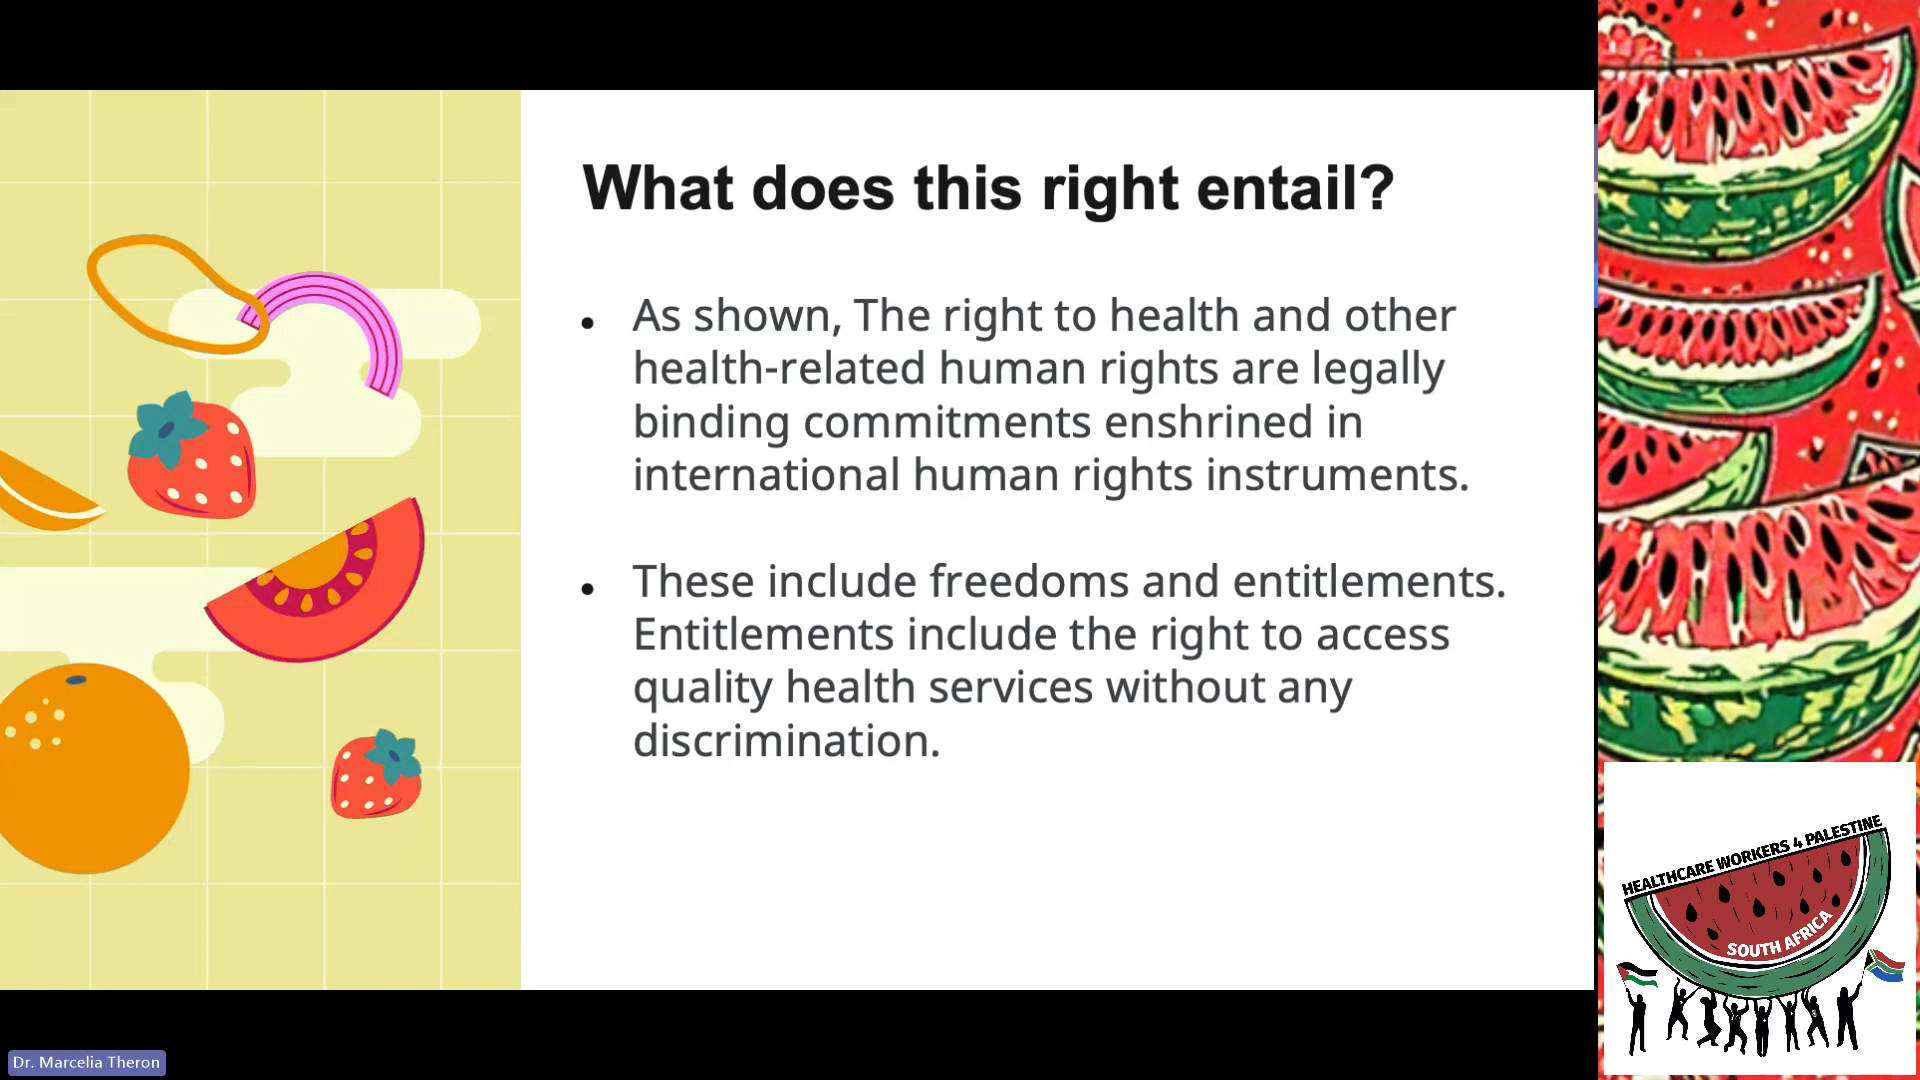 What does this right entail?
As shown, The right to health and other
health-related human rights are legally
binding commitments enshrined in
international human rights instruments.
These include freedoms and entitlements.
Entitlements include the right to access
quality health services without any
discrimination.
HEALTHCARE WORKERS 4 PALESTINE
SOUTH AFRICA
Dr. Marcelia Theron